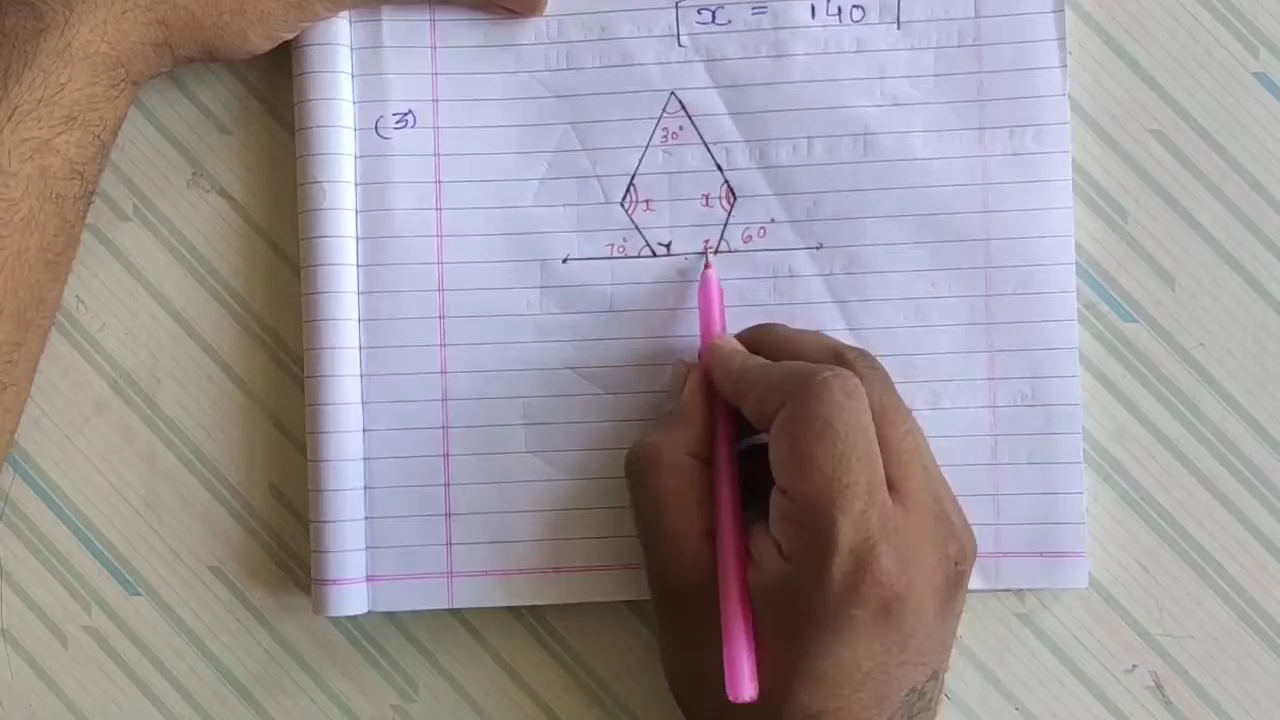 x = 140
(3)
30°
x x
70° Y z 60°